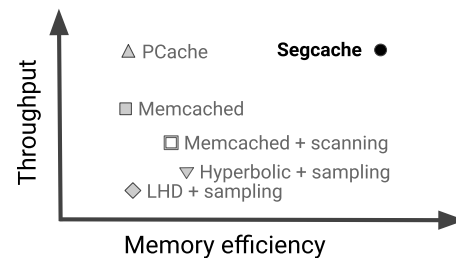 PCache
Segcache
Memcached
Memcached + scanning
Hyperbolic + sampling
LHD + sampling
Throughput
Memory efficiency